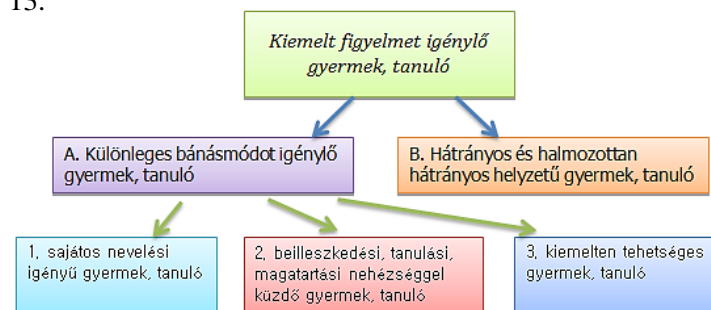 13.
Kiemelt figyelmet igénylő
gyermek, tanuló
A. Különleges bánásmódot igénylő
gyermek, tanuló
B. Hátrányos és halmozottan
hátrányos helyzetű gyermek, tanuló
1, sajátos nevelési
igényű gyermek, tanuló
2, beilleszkedési, tanulási,
magatartási nehézséggel
küzdő gyermek, tanuló
3, kiemelten tehetséges
gyermek, tanuló